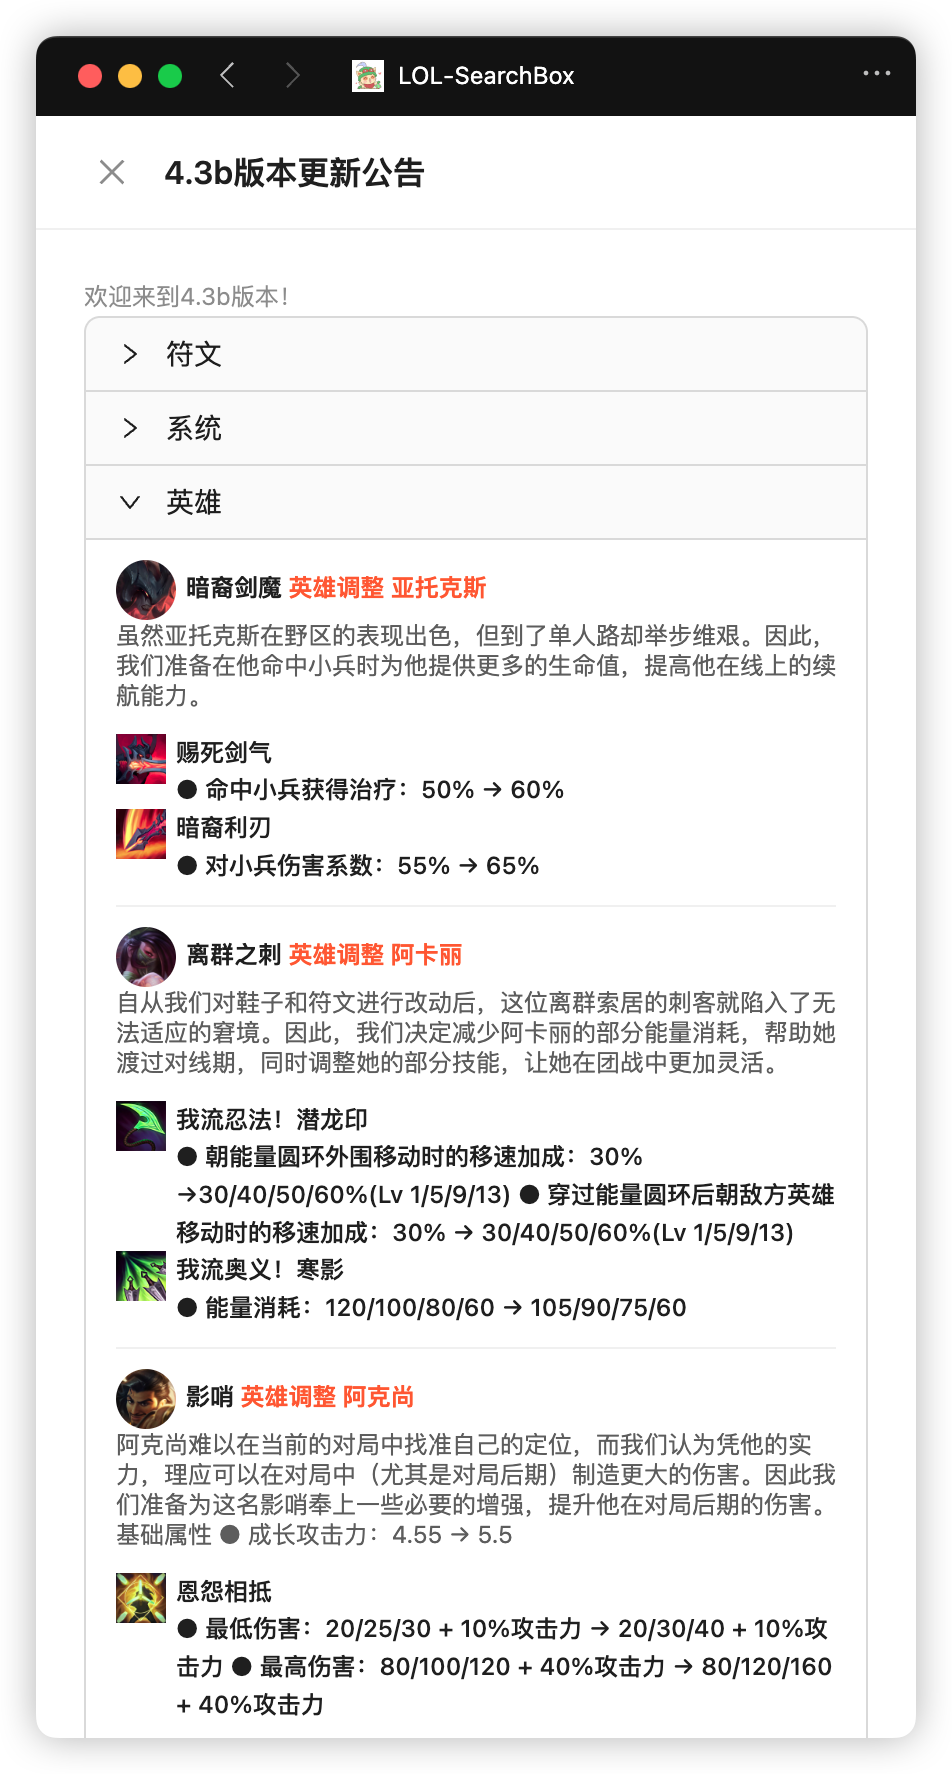 LOL-SearchBox
4.3b版本更新公告
欢迎来到4.3b版本！
符文
系统
英雄
暗裔剑魔 英雄调整 亚托克斯
虽然亚托克斯在野区的表现出色，但到了单人路却举步维艰。因此，
我们准备在他命中小兵时为他提供更多的生命值，提高他在线上的续
航能力。
赐死剑气
● 命中小兵获得治疗：50% → 60%
暗裔利刃
● 对小兵伤害系数：55% → 65%
离群之刺 英雄调整 阿卡丽
自从我们对鞋子和符文进行改动后，这位离群索居的刺客就陷入了无
法适应的窘境。因此，我们决定减少阿卡丽的部分能量消耗，帮助她
渡过对线期，同时调整她的部分技能，让她在团战中更加灵活。
我流忍法！潜龙印
● 朝能量圆环外围移动时的移速加成：30%
→30/40/50/60%(Lv 1/5/9/13) ● 穿过能量圆环后朝敌方英雄
移动时的移速加成：30% → 30/40/50/60%(Lv 1/5/9/13)
我流奥义！寒影
● 能量消耗：120/100/80/60 → 105/90/75/60
影哨 英雄调整 阿克尚
阿克尚难以在当前的对局中找准自己的定位，而我们认为凭他的实
力，理应可以在对局中（尤其是对局后期）制造更大的伤害。因此我
们准备为这名影哨奉上一些必要的增强，提升他在对局后期的伤害。
基础属性 ● 成长攻击力：4.55 → 5.5
恩怨相抵
● 最低伤害：20/25/30 + 10%攻击力 → 20/30/40 + 10%攻
击力 ● 最高伤害：80/100/120 + 40%攻击力 → 80/120/160
+ 40%攻击力